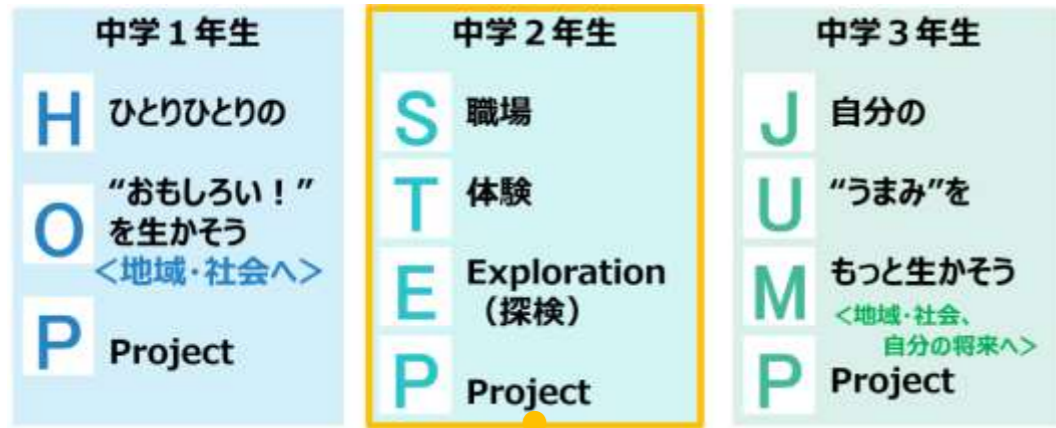 中学１年生
H ひとりひとりの
O “おもしろい！”
を生かそう
＜地域・社会へ＞
P Project
中学２年生
S 職場
T 体験
E Exploration
（探検）
P Project
中学３年生
J 自分の
U “うまみ”を
M もっと生かそう
＜地域・社会、
自分の将来へ＞
P Project